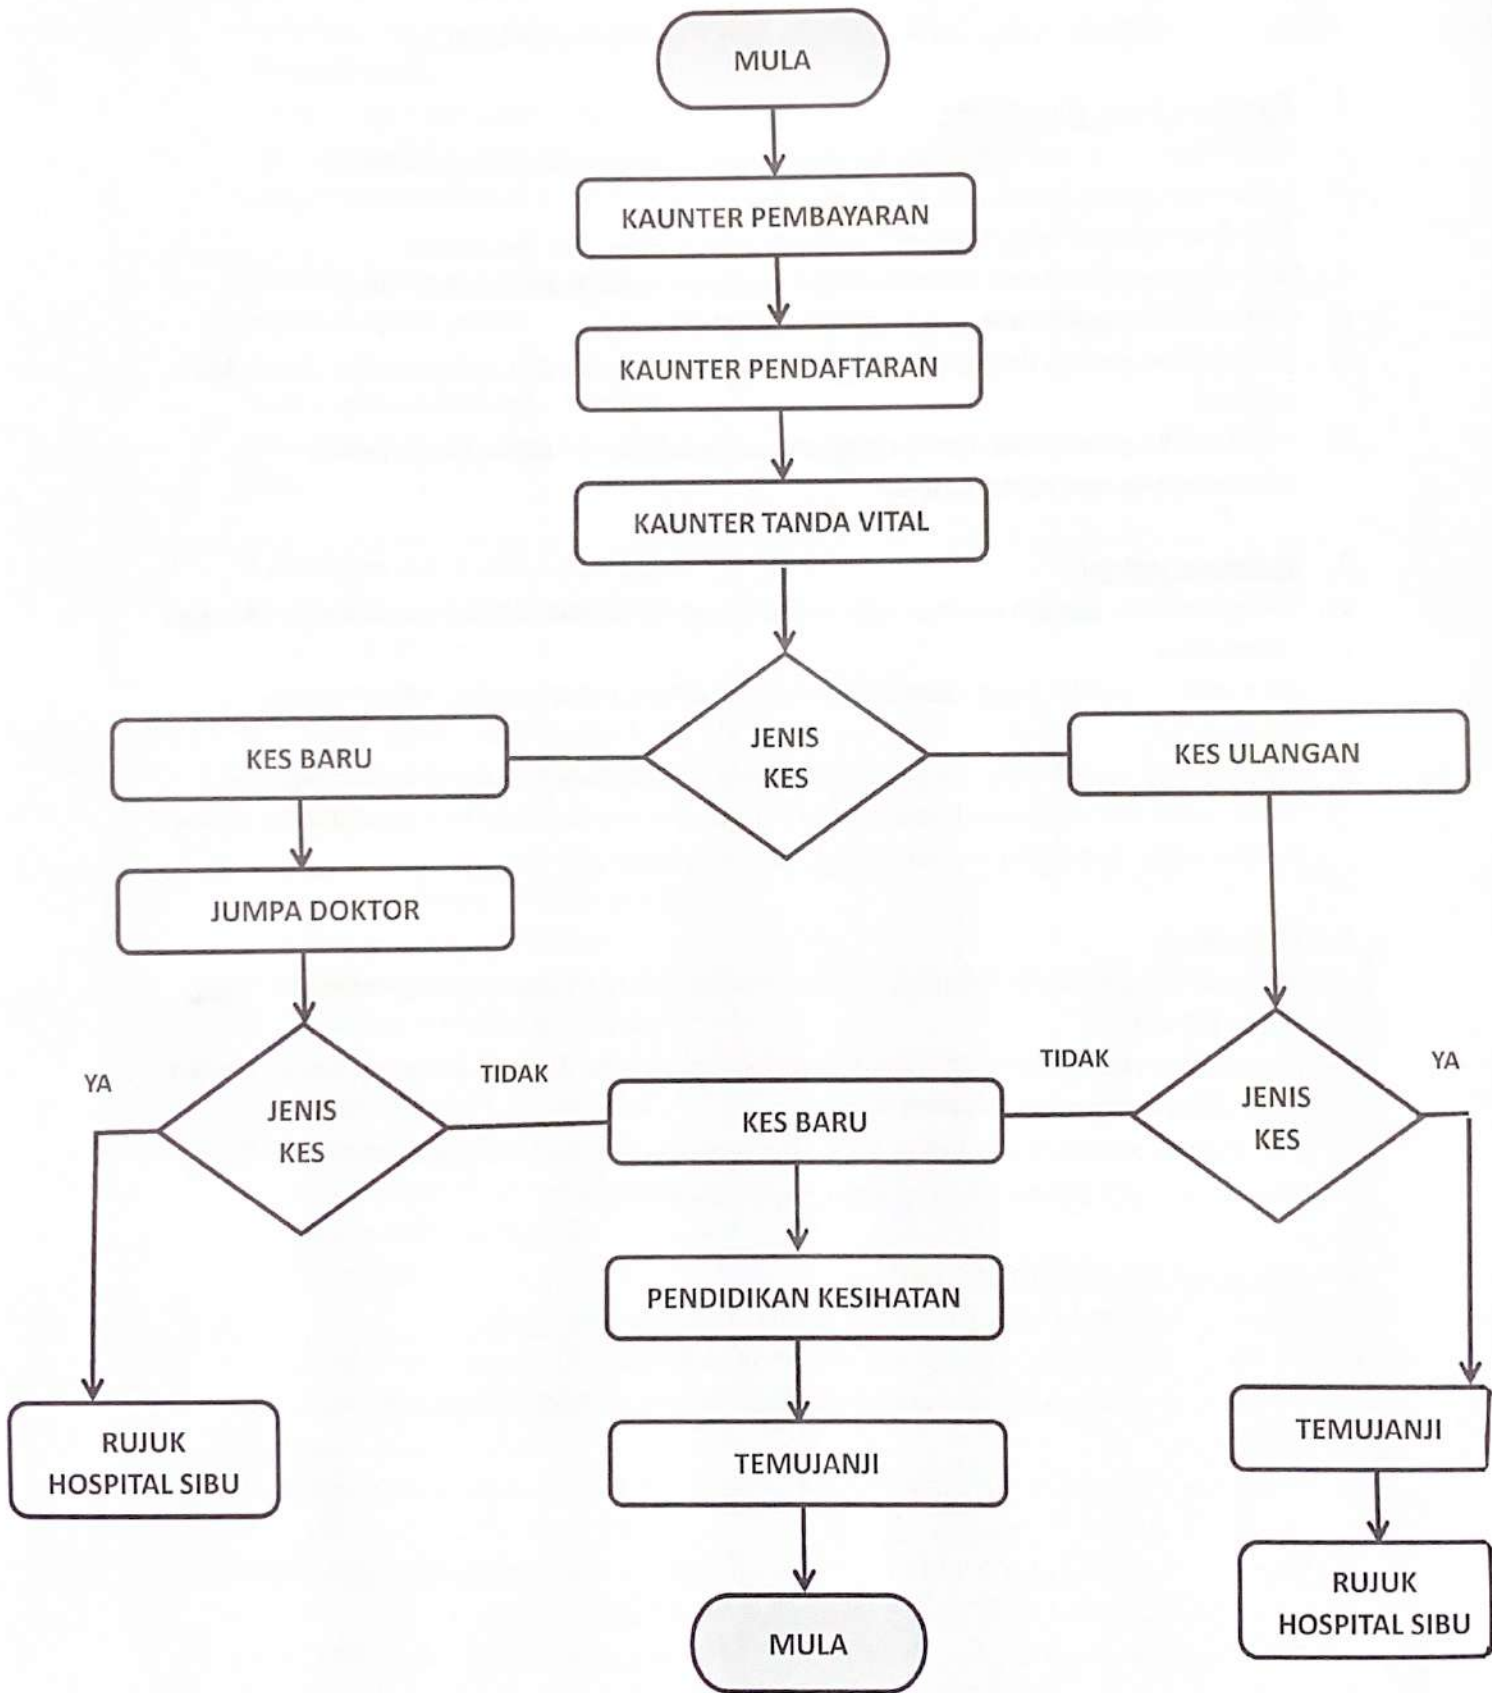 MULA
KAUNTER PEMBAYARAN
KAUNTER PENDAFTARAN
KAUNTER TANDA VITAL
JENIS
KES
KES BARU
KES ULANGAN
JUMPA DOKTOR
YA
JENIS
KES
TIDAK
KES BARU
TIDAK
JENIS
KES
YA
PENDIDIKAN KESIHATAN
RUJUK
HOSPITAL SIBU
TEMUJANJI
TEMUJANJI
RUJUK
HOSPITAL SIBU
MULA